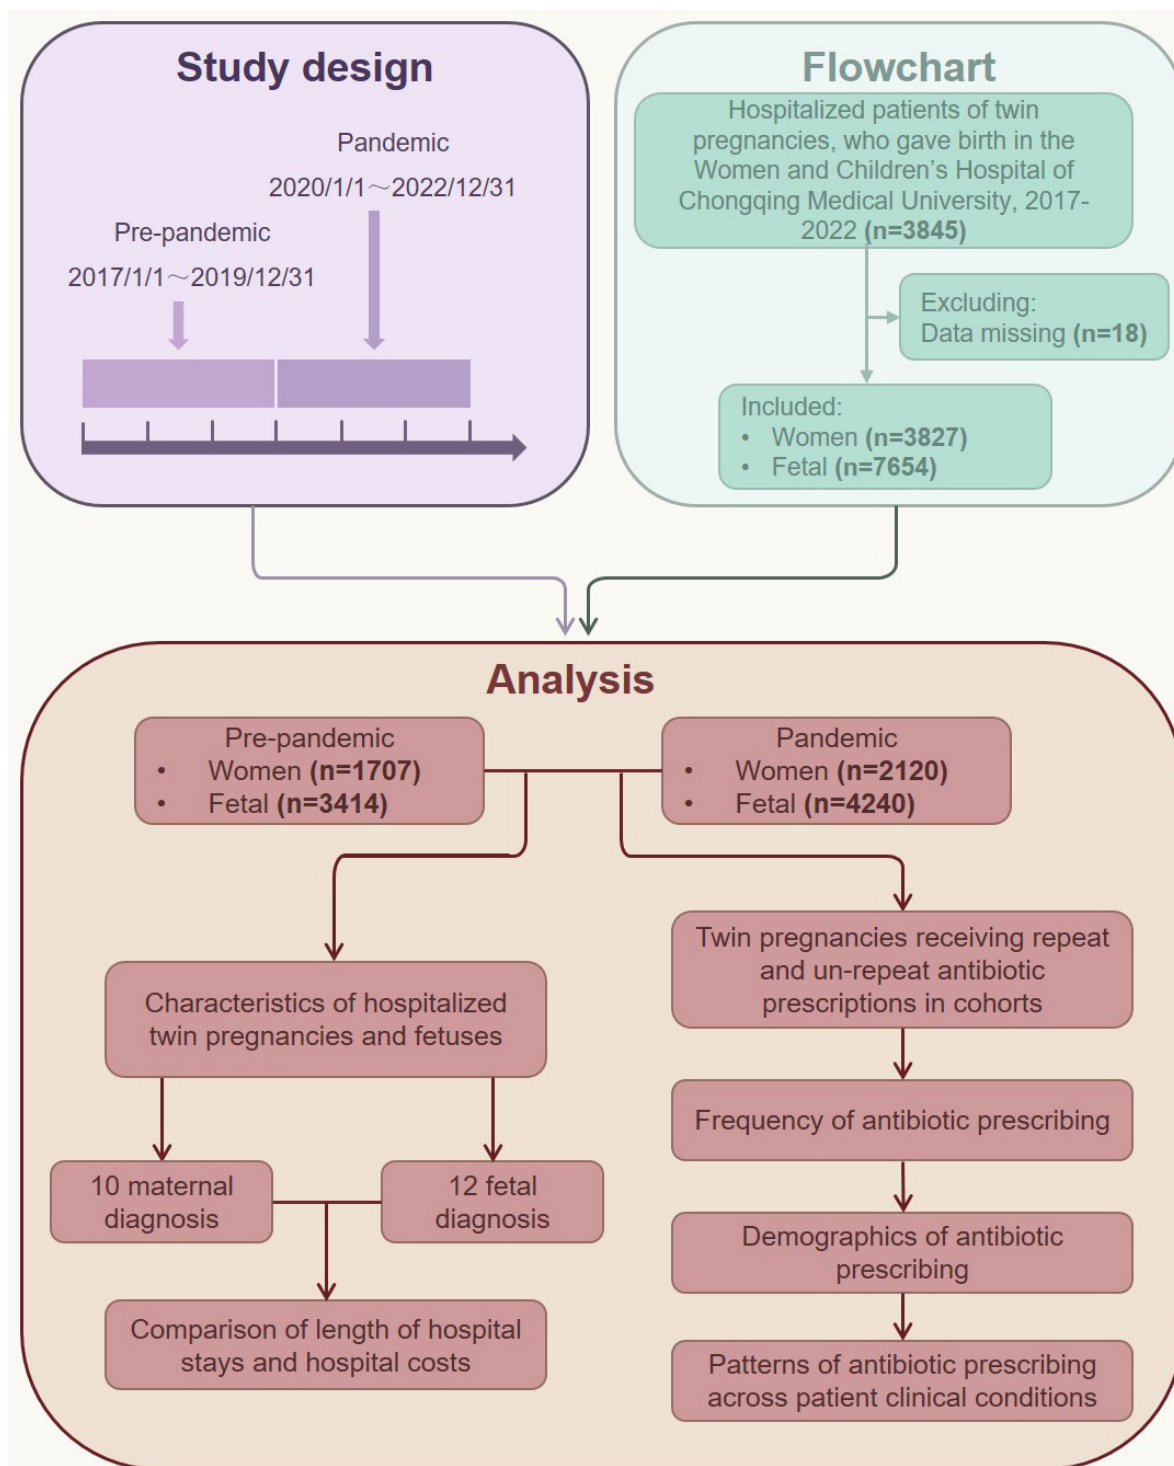 Study design
Pandemic
2020/1/1～2022/12/31
Pre-pandemic
2017/1/1～2019/12/31
Flowchart
Hospitalized patients of twin
pregnancies, who gave birth in the
Women and Children’s Hospital of
Chongqing Medical University, 2017-
2022 (n=3845)
Excluding:
Data missing (n=18)
Included:
• Women (n=3827)
• Fetal (n=7654)
Analysis
Pre-pandemic
• Women (n=1707)
• Fetal (n=3414)
Pandemic
• Women (n=2120)
• Fetal (n=4240)
Characteristics of hospitalized
twin pregnancies and fetuses
10 maternal
diagnosis
12 fetal
diagnosis
Comparison of length of hospital
stays and hospital costs
Twin pregnancies receiving repeat
and un-repeat antibiotic
prescriptions in cohorts
Frequency of antibiotic prescribing
Demographics of antibiotic
prescribing
Patterns of antibiotic prescribing
across patient clinical conditions